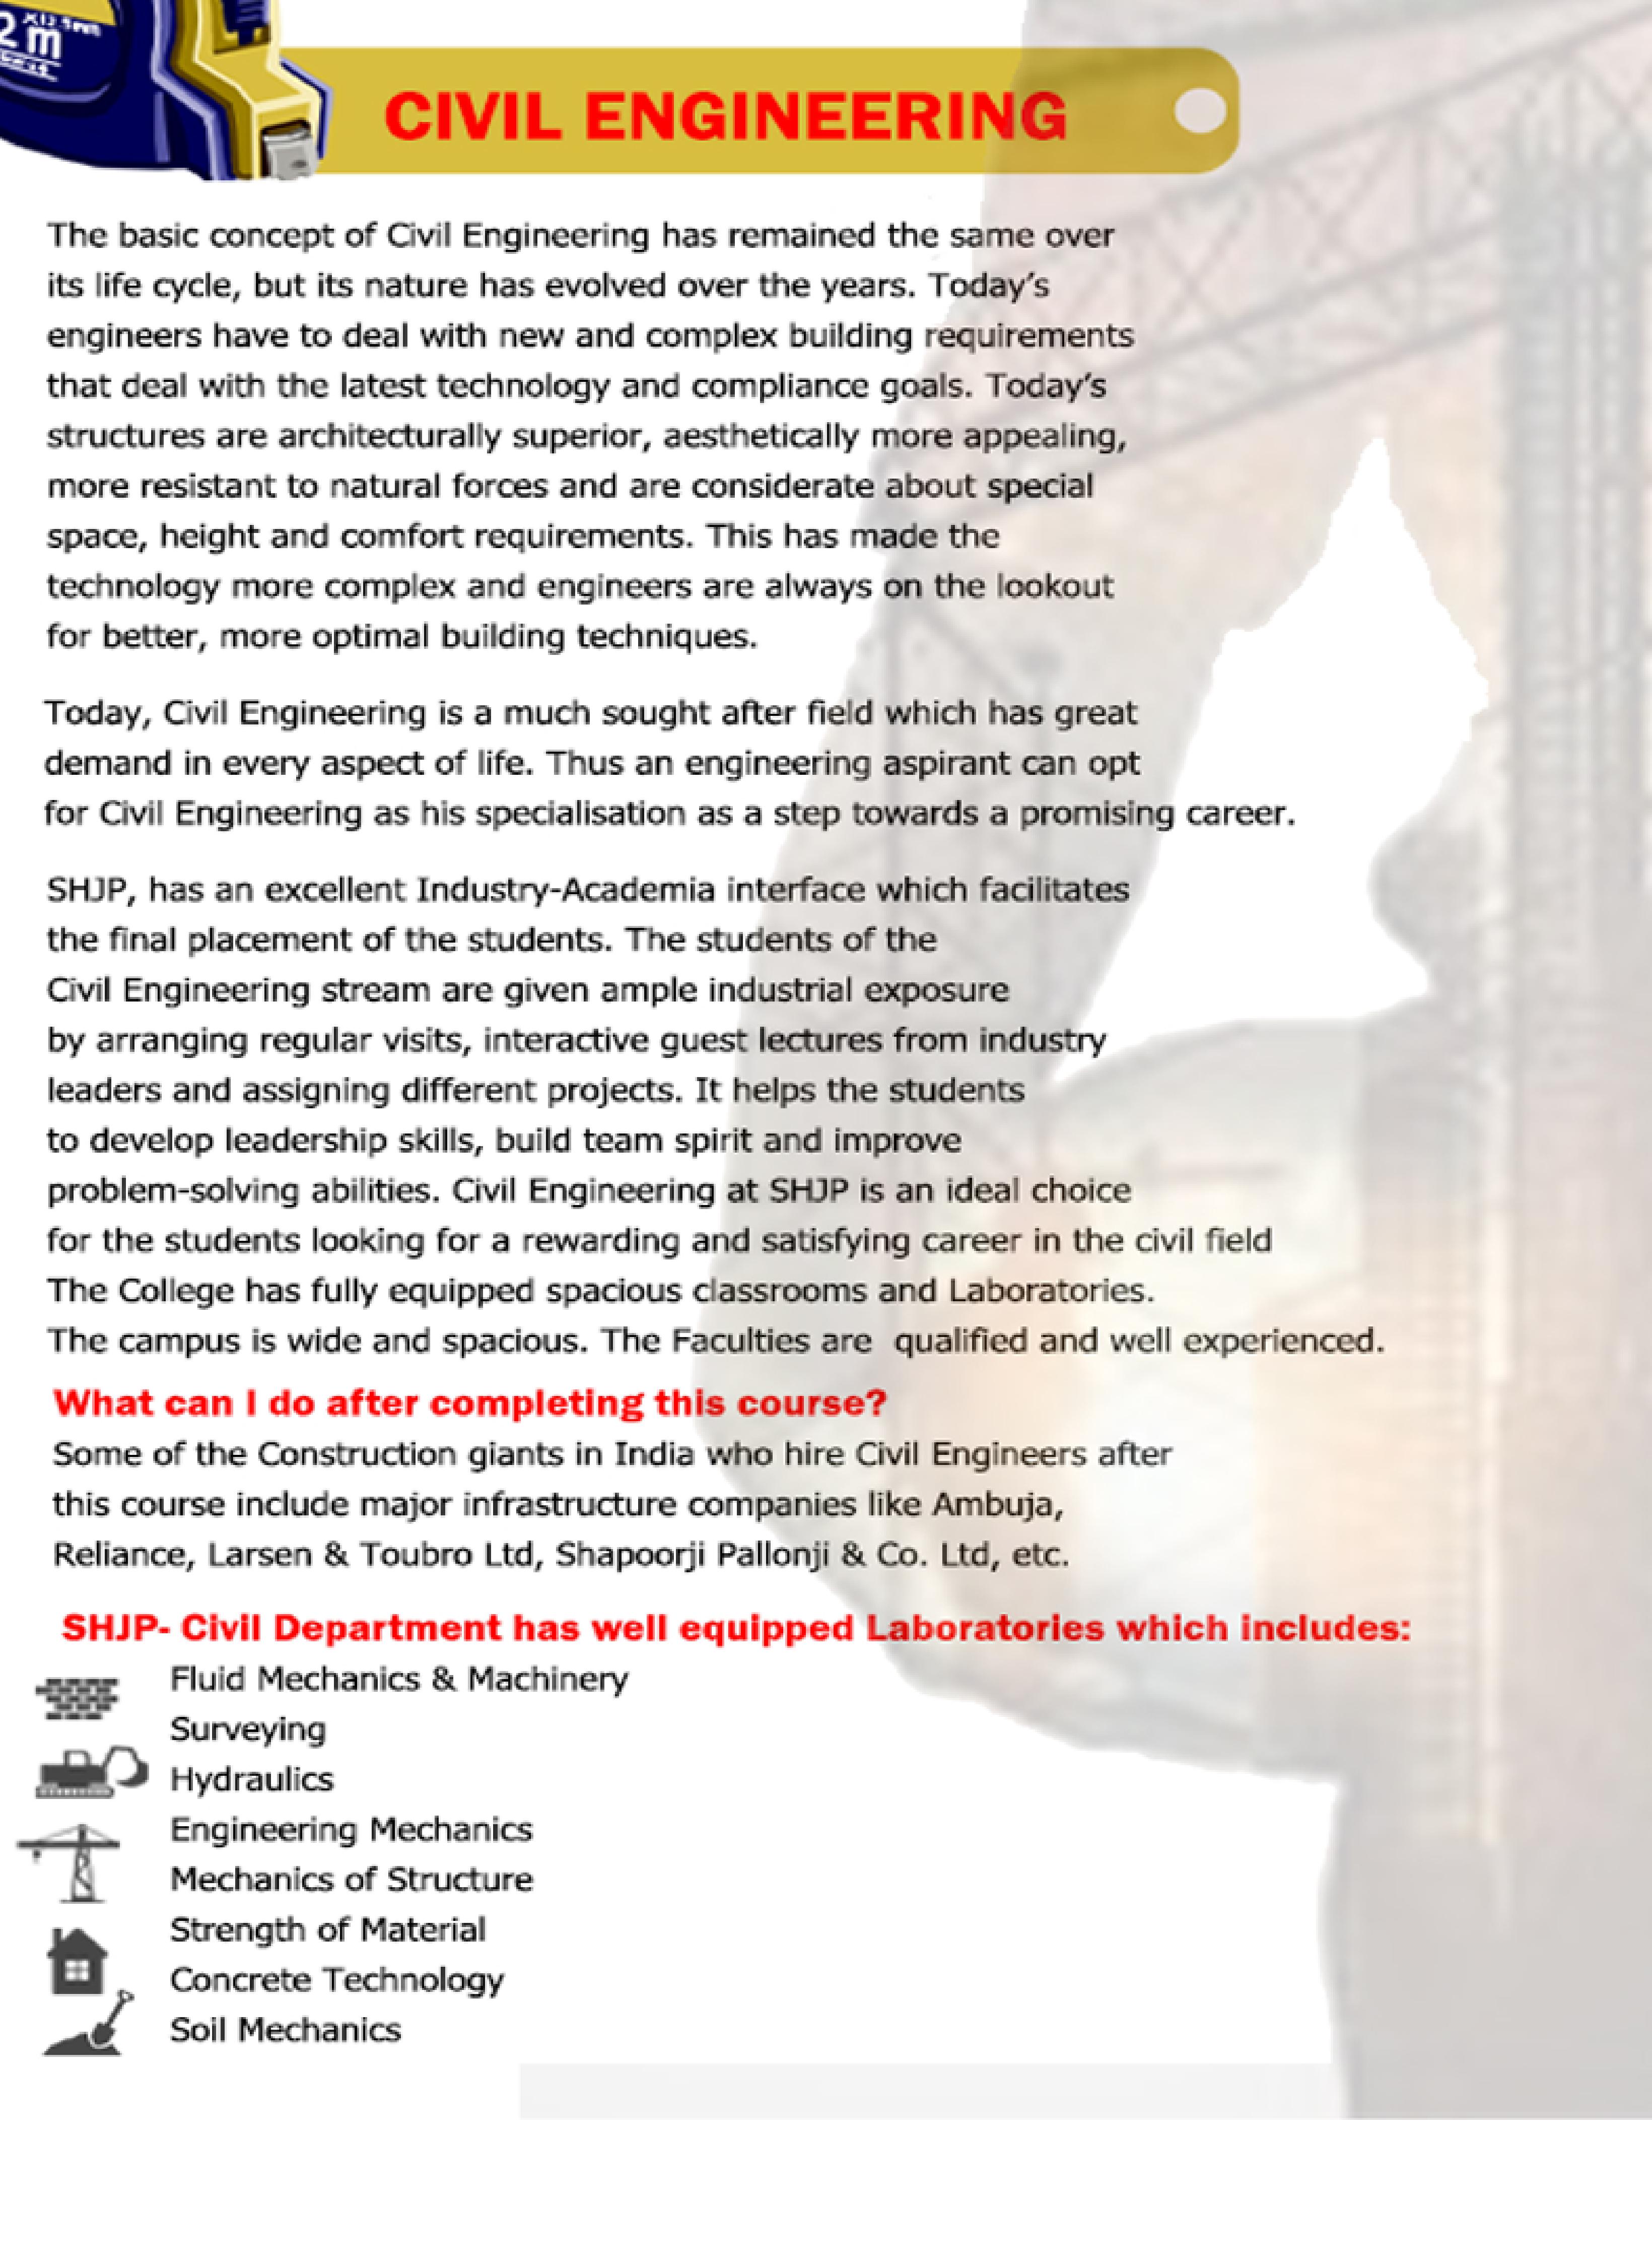 2 m
CIVIL ENGINEERING
The basic concept of Civil Engineering has remained the same over
its life cycle, but its nature has evolved over the years. Today's
engineers have to deal with new and complex building requirements
that deal with the latest technology and compliance goals. Today's
structures are architecturally superior, aesthetically more appealing,
more resistant to natural forces and are considerate about special
space, height and comfort requirements. This has made the
technology more complex and engineers are always on the lookout
for better, more optimal building techniques.
Today, Civil Engineering is a much sought after field which has great
demand in every aspect of life. Thus an engineering aspirant can opt
for Civil Engineering as his specialisation as a step towards a promising career.
SHJP, has an excellent Industry-Academia interface which facilitates
the final placement of the students. The students of the
Civil Engineering stream are given ample industrial exposure
by arranging regular visits, interactive guest lectures from industry
leaders and assigning different projects. It helps the students
to develop leadership skills, build team spirit and improve
problem-solving abilities. Civil Engineering at SHJP is an ideal choice
for the students looking for a rewarding and satisfying career in the civil field
The College has fully equipped spacious classrooms and Laboratories.
The campus is wide and spacious. The Faculties are  qualified and well experienced.
What can I do after completing this course?
Some of the Construction giants in India who hire Civil Engineers after
this course include major infrastructure companies like Ambuja,
Reliance, Larsen & Toubro Ltd, Shapoorji Pallonji & Co. Ltd, etc.
SHJP- Civil Department has well equipped Laboratories which includes:
Fluid Mechanics & Machinery
Surveying
Hydraulics
Engineering Mechanics
Mechanics of Structure
Strength of Material
Concrete Technology
Soil Mechanics